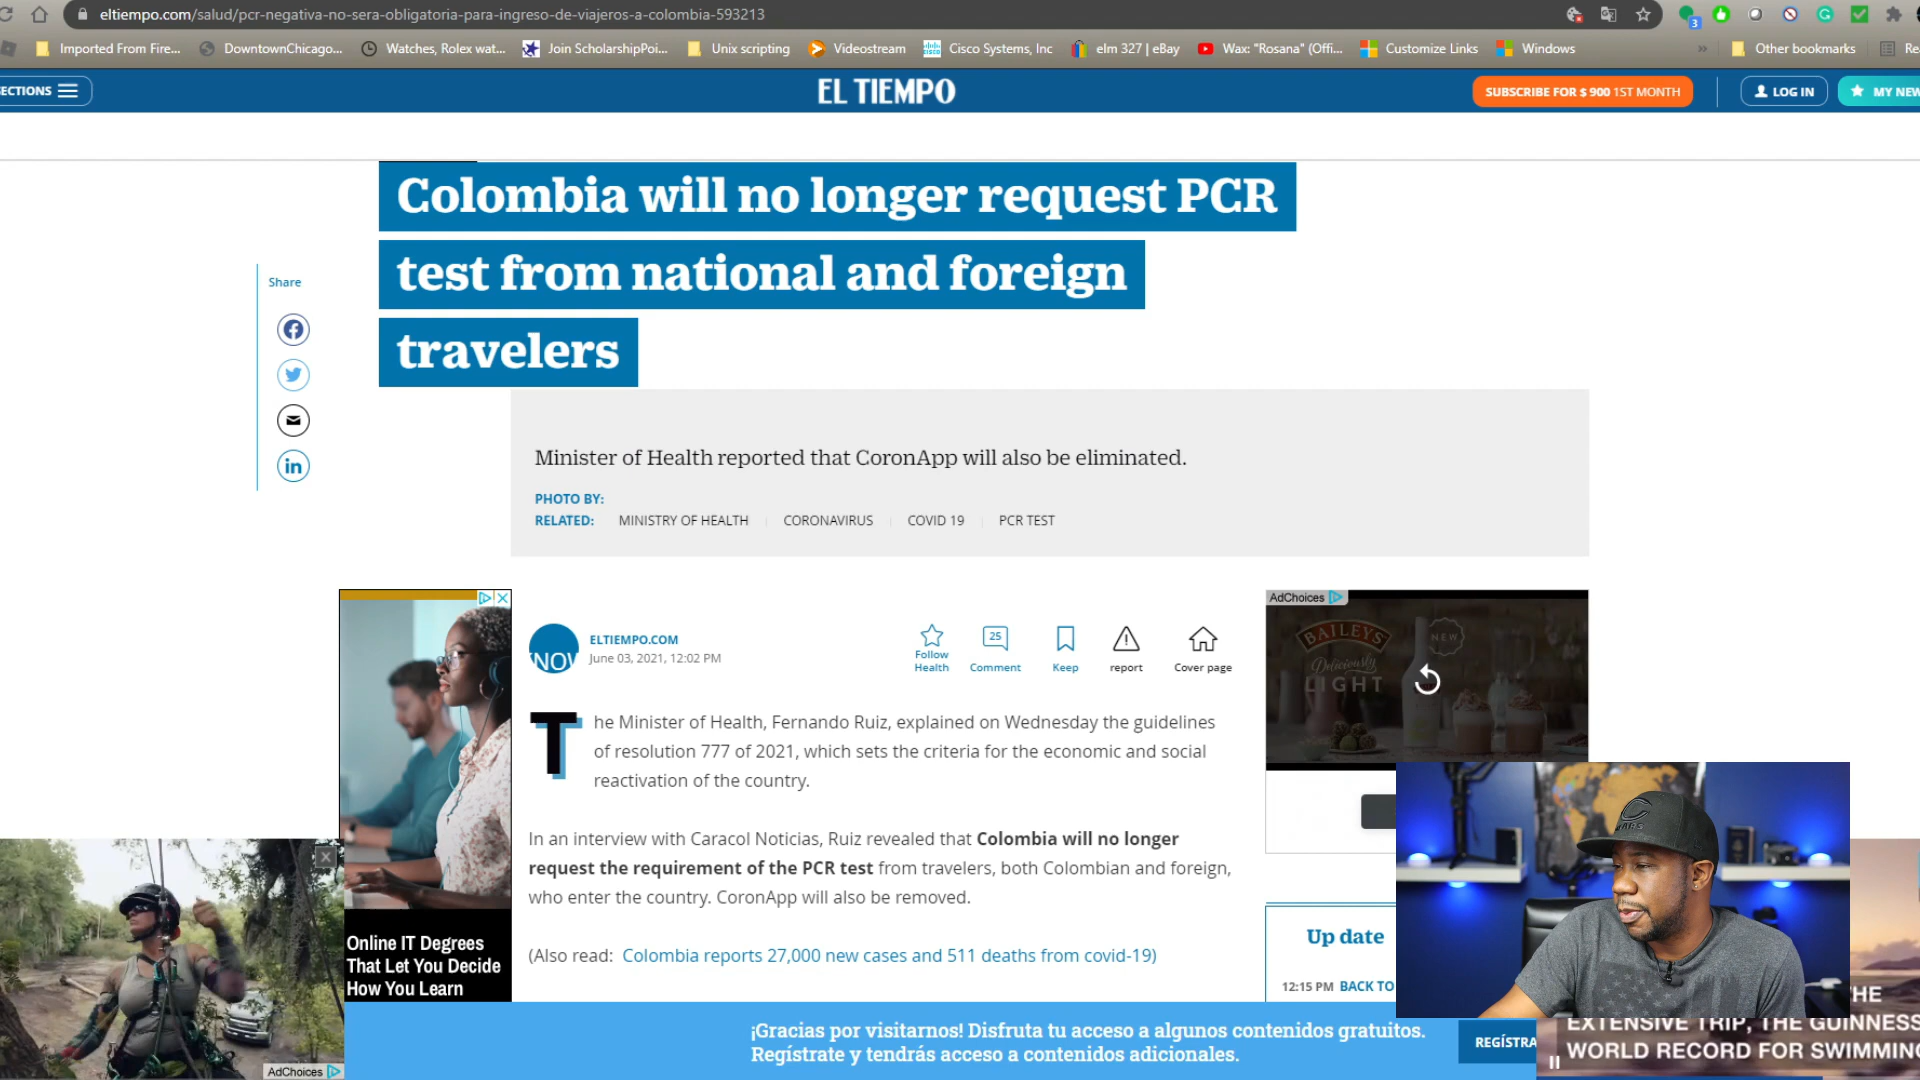 eltiempo.com/salud/pcr-negativa-no-sera-obligatoria-para-ingreso-de-viajeros-a-colombia-593213
3
Imported From Fire...
DowntownChicago...
Watches, Rolex wat...
Join ScholarshipPoi...
Unix scripting
Videostream
Cisco Systems, Inc
elm 327 | eBay
Wax: "Rosana" (Offi...
Customize Links
Windows
Other bookmarks
ECTIONS
EL TIEMPO
SUBSCRIBE FOR $ 900 1ST MONTH
LOG IN
MY NEW
Colombia will no longer request PCR
test from national and foreign
travelers
Share
Minister of Health reported that CoronApp will also be eliminated.
PHOTO BY:
RELATED: MINISTRY OF HEALTH CORONAVIRUS COVID 19 PCR TEST
KNOW
ELTIEMPO.COM
June 03, 2021, 12:02 PM
Follow
Health
25
Comment
Keep
report
Cover page
AdChoices
BAILEYS
NEW
Deliciously
LIGHT
The Minister of Health, Fernando Ruiz, explained on Wednesday the guidelines
of resolution 777 of 2021, which sets the criteria for the economic and social
reactivation of the country.
In an interview with Caracol Noticias, Ruiz revealed that Colombia will no longer
request the requirement of the PCR test from travelers, both Colombian and foreign,
who enter the country. CoronApp will also be removed.
(Also read: Colombia reports 27,000 new cases and 511 deaths from covid-19)
Online IT Degrees
That Let You Decide
How You Learn
AdChoices
Up date
12:15 PM BACK TO
¡Gracias por visitarnos! Disfruta tu acceso a algunos contenidos gratuitos.
Regístrate y tendrás acceso a contenidos adicionales.
REGÍSTRA
HE
EXTENSIVE TRIP, THE GUINNESS
WORLD RECORD FOR SWIMMING